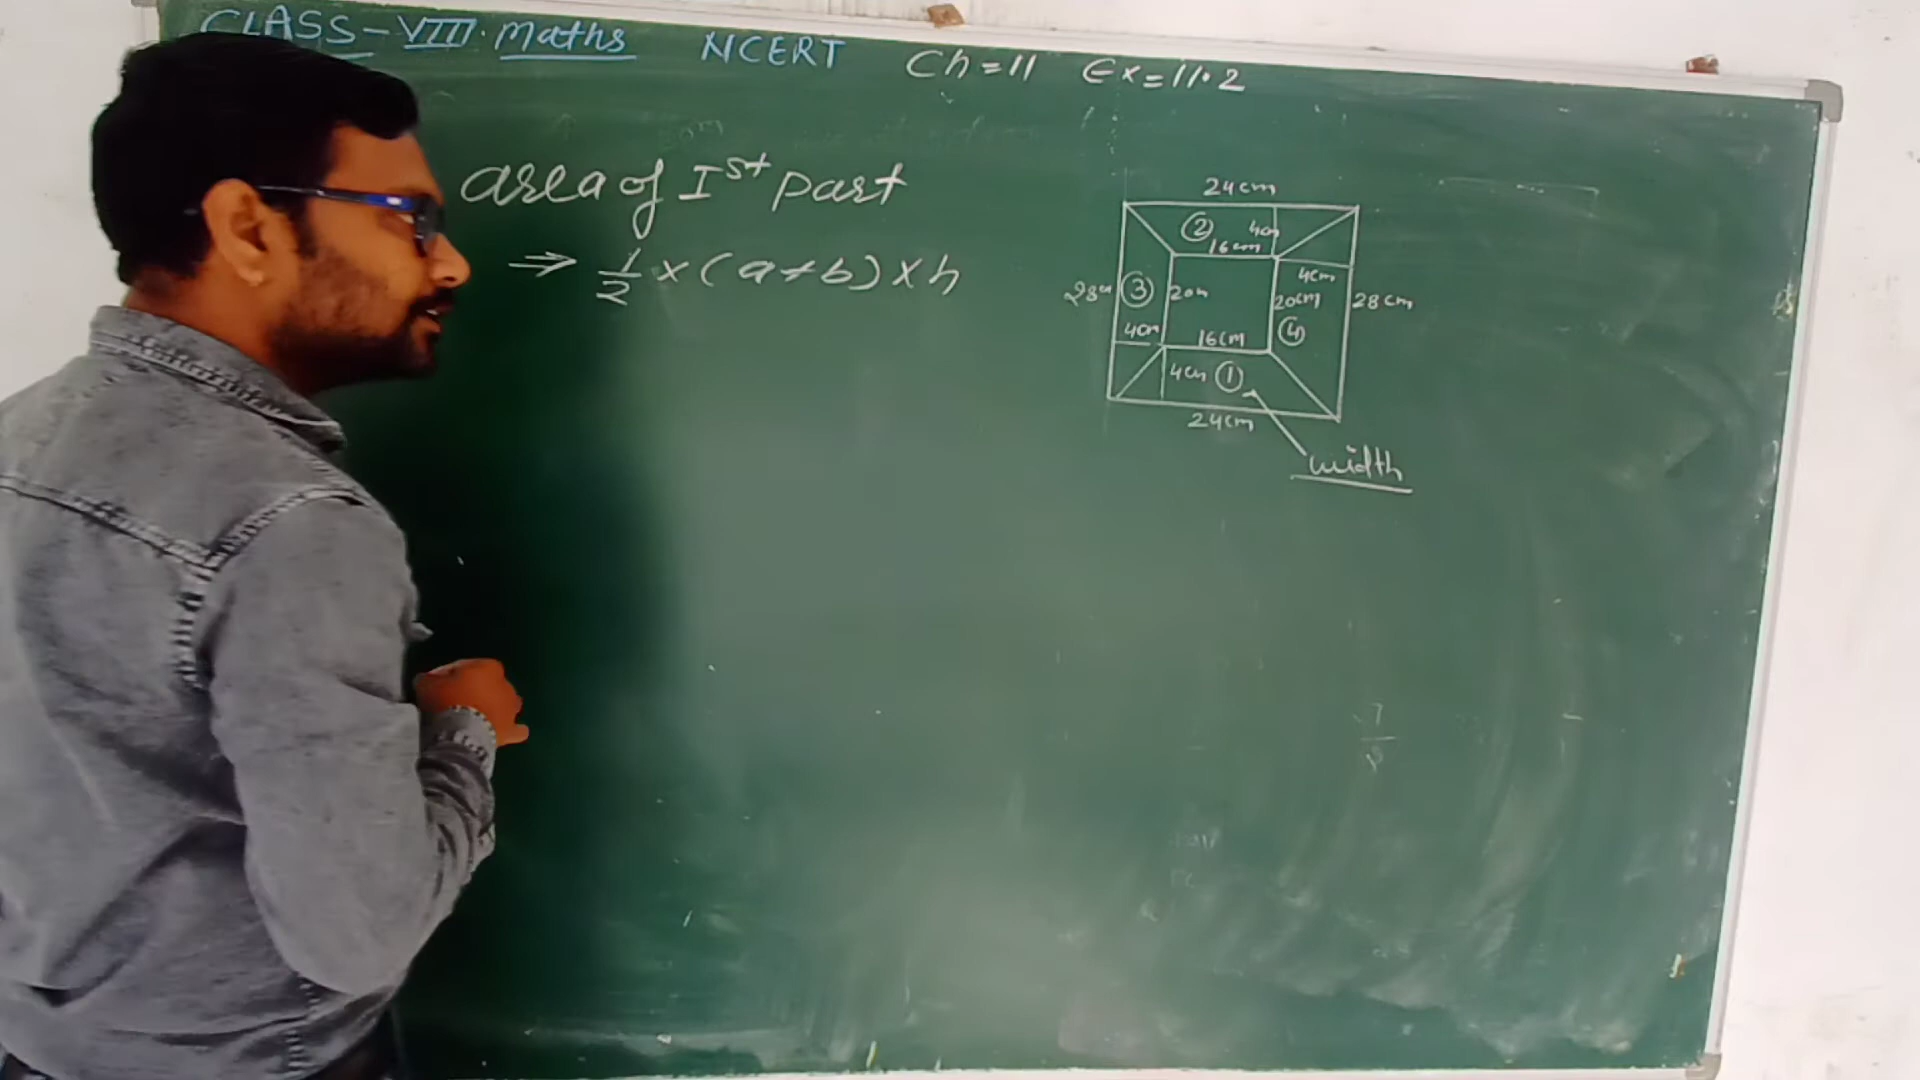 CLASS-VIII. Maths NCERT Ch=11 Ex=11.2
area of Ist part
⇒ 1/2 × (a+b) × h
24cm
② 4cm
16cm
4cm
28cm ③ 20cm 20cm 28cm
4cm 16cm ④
4cm ①
24cm
width